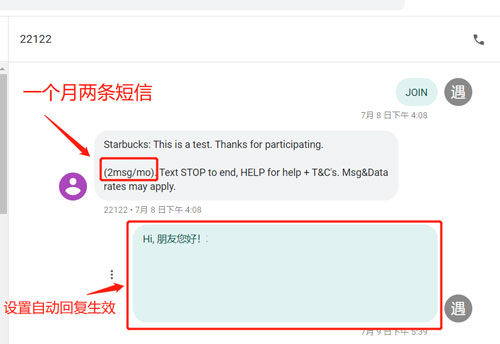 22122
一个月两条短信
JOIN
遇
7月 8 日下午 4:08
Starbucks: This is a test. Thanks for participating.
(2msg/mo). Text STOP to end, HELP for help + T&C's. Msg&Data
rates may apply.
22122 • 7月 8 日下午 4:08
Hi, 朋友您好！
设置自动回复生效
遇
7月 9 日下午 5:39